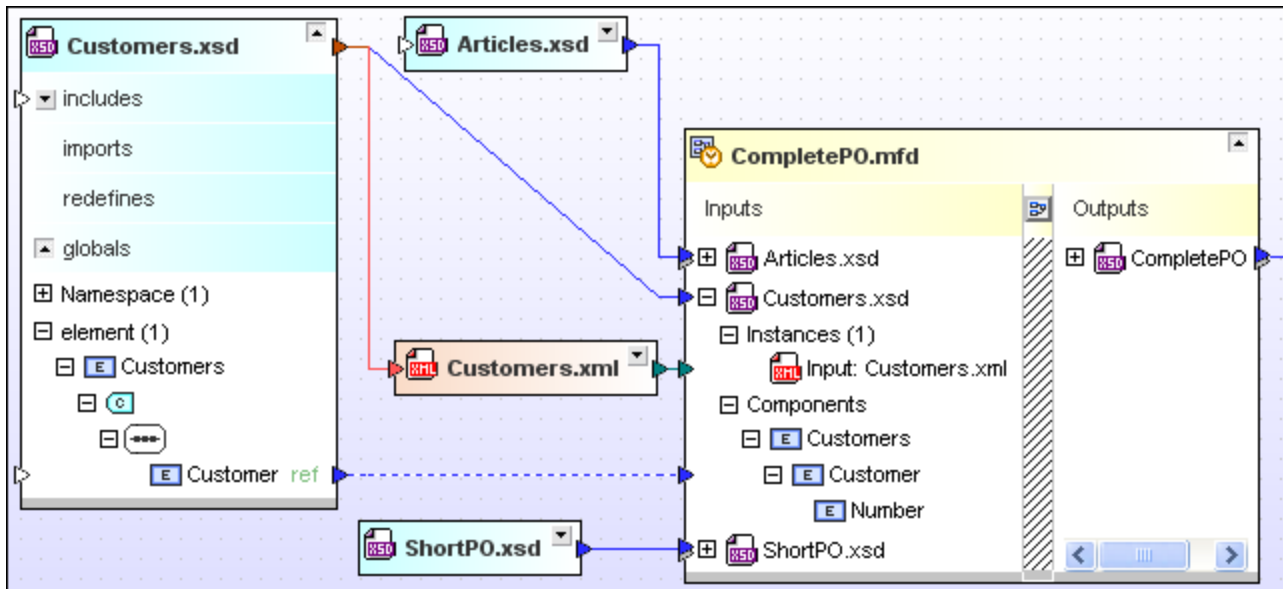 Customers.xsd
includes
imports
redefines
globals
Namespace (1)
element (1)
E Customers
C
E Customer ref
Articles.xsd
Customers.xml
ShortPO.xsd
CompletePO.mfd
Inputs
Articles.xsd
Customers.xsd
Instances (1)
Input: Customers.xml
Components
E Customers
E Customer
E Number
ShortPO.xsd
Outputs
CompletePO